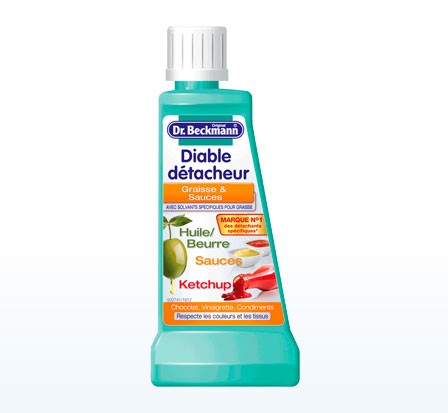 Original
Dr. Beckmann
Diable
détacheur
Graisse &
Sauces
AVEC SOLVANTS SPÉCIFIQUES POUR GRAISSE
MARQUE N°1
des détachants
spécifiques*
Huile/
Beurre
Sauces
Ketchup
Chocolat, Vinaigrette, Condiments
Respecte les couleurs et les tissus